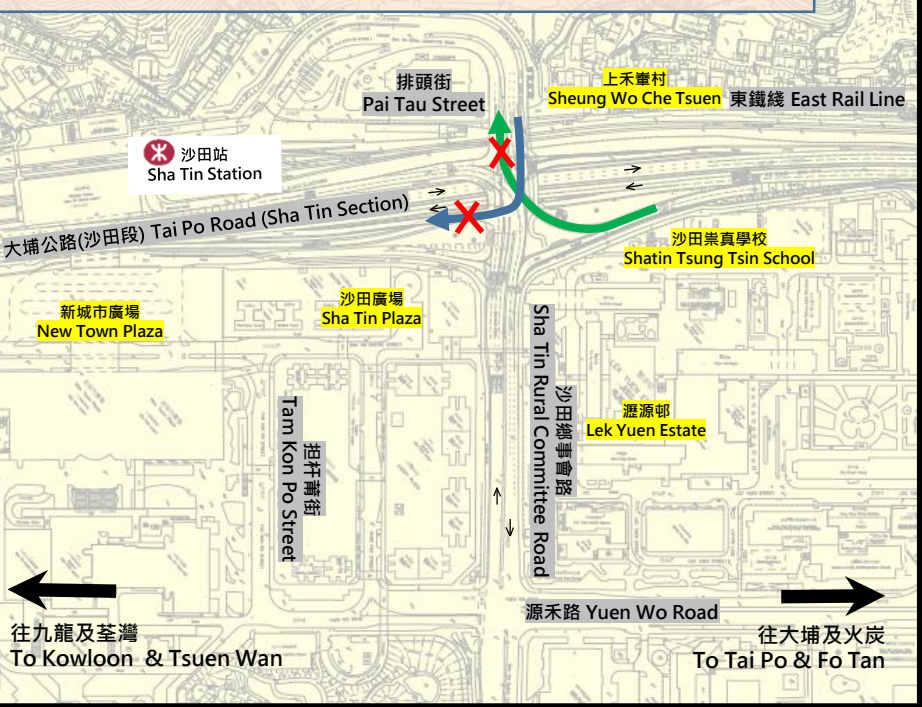 排頭街
Pai Tau Street
上禾輋村
Sheung Wo Che Tsuen
東鐵綫 East Rail Line
沙田站
Sha Tin Station
大埔公路(沙田段) Tai Po Road (Sha Tin Section)
沙田崇真學校
Shatin Tsung Tsin School
新城市廣場
New Town Plaza
沙田廣場
Sha Tin Plaza
沙田鄉事會路
Sha Tin Rural Committee Road
瀝源邨
Lek Yuen Estate
担杆莆街
Tam Kon Po Street
源禾路 Yuen Wo Road
往九龍及荃灣
To Kowloon & Tsuen Wan
往大埔及火炭
To Tai Po & Fo Tan